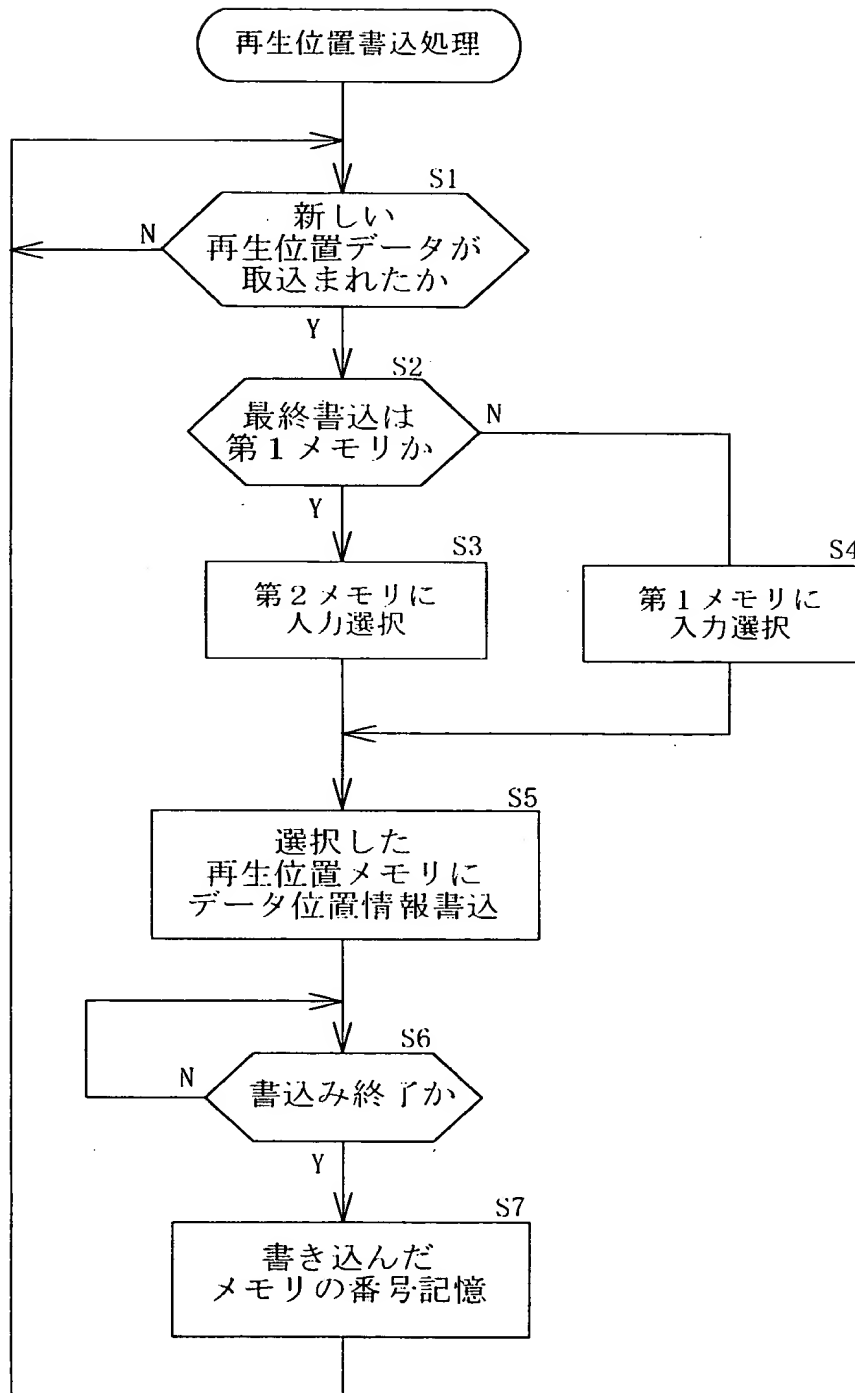 再生位置書込処理
S1
新しい
再生位置データが
取込まれたか
N
Y
S2
最終書込は
第1メモリか
N
Y
S3
第2メモリに
入力選択
S4
第1メモリに
入力選択
S5
選択した
再生位置メモリに
データ位置情報書込
S6
書込み終了か
N
Y
S7
書き込んだ
メモリの番号記憶